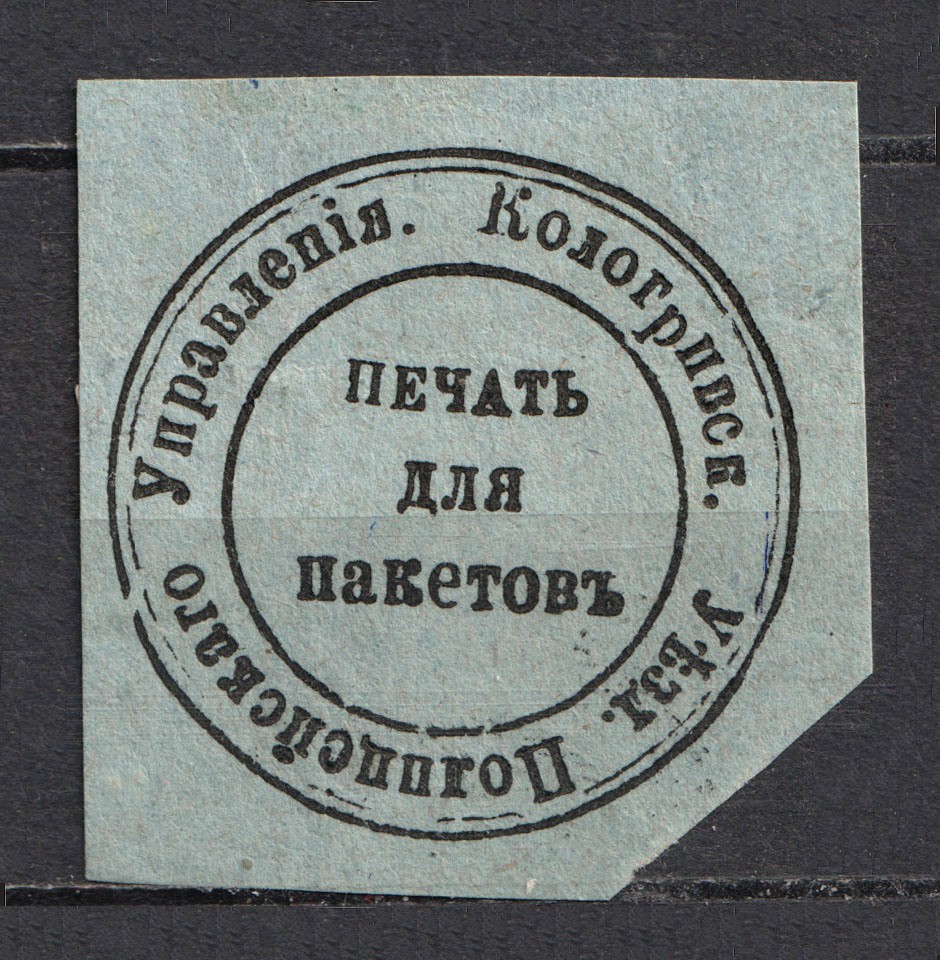 Кологривск. уѣзд. Полицейскаго Управленія.
ПЕЧАТЬ
ДЛЯ
пакетовъ